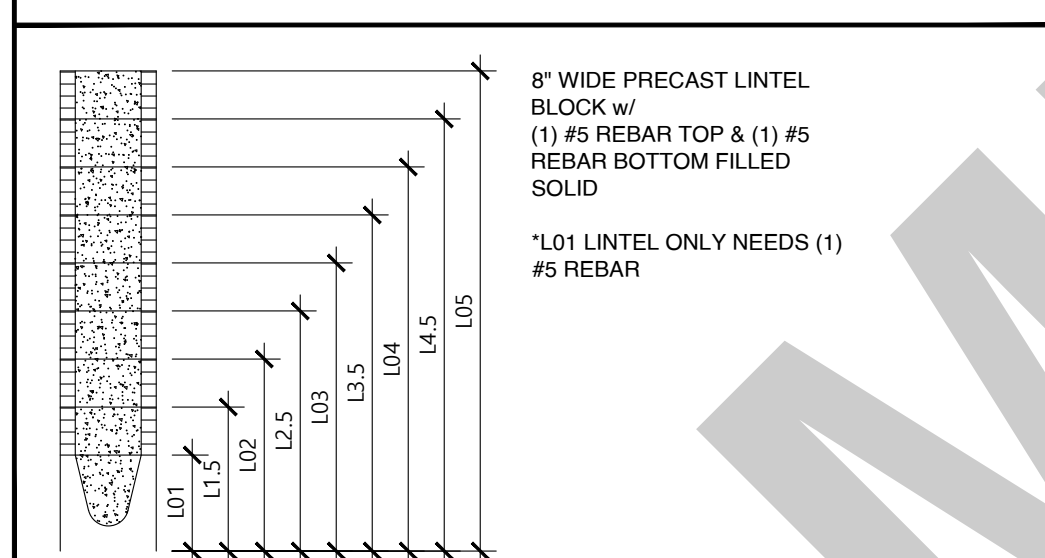 8" WIDE PRECAST LINTEL
BLOCK w/
(1) #5 REBAR TOP & (1) #5
REBAR BOTTOM FILLED
SOLID
*L01 LINTEL ONLY NEEDS (1)
#5 REBAR
L01
L1.5
L02
L2.5
L03
L3.5
L04
L4.5
L05